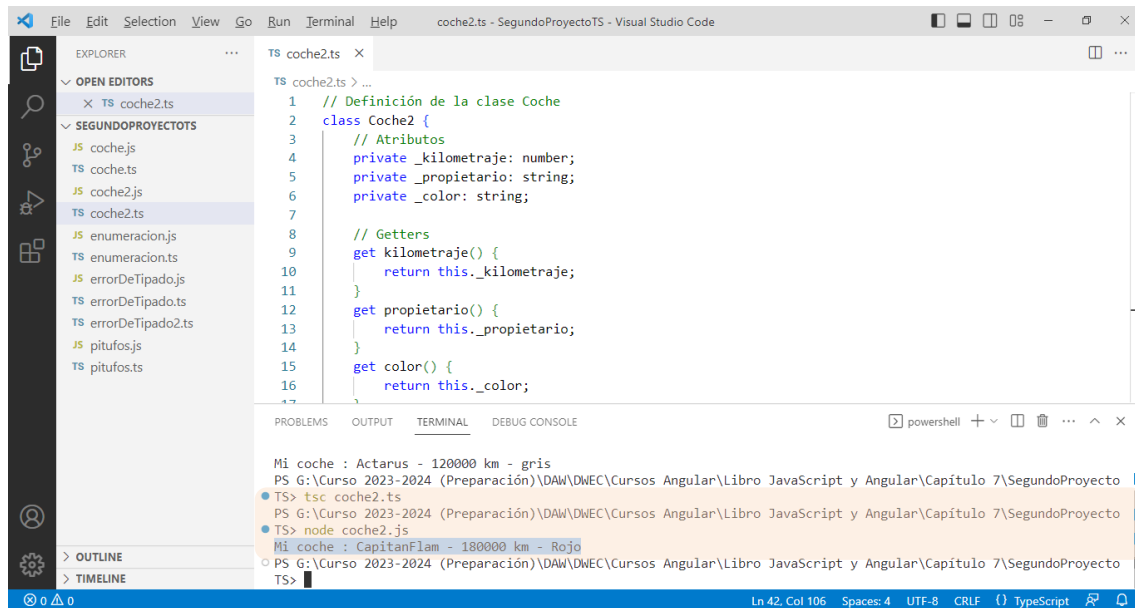 File Edit Selection View Go Run Terminal Help coche2.ts - SegundoProyectoTS - Visual Studio Code
EXPLORER ···
OPEN EDITORS
TS coche2.ts
SEGUNDOPROYECTOTS
JS coche.js
TS coche.ts
JS coche2.js
TS coche2.ts
JS enumeracion.js
TS enumeracion.ts
JS errorDeTipado.js
TS errorDeTipado.ts
TS errorDeTipado2.ts
JS pitufos.js
TS pitufos.ts
OUTLINE
TIMELINE
TS coche2.ts
TS coche2.ts > ...
1 // Definición de la clase Coche
2 class Coche2 {
3 // Atributos
4 private _kilometraje: number;
5 private _propietario: string;
6 private _color: string;
7
8 // Getters
9 get kilometraje() {
10 return this._kilometraje;
11 }
12 get propietario() {
13 return this._propietario;
14 }
15 get color() {
16 return this._color;
17 }
PROBLEMS OUTPUT TERMINAL DEBUG CONSOLE powershell
Mi coche : Actarus - 120000 km - gris
PS G:\Curso 2023-2024 (Preparación)\DAW\DWEC\Cursos Angular\Libro JavaScript y Angular\Capítulo 7\SegundoProyecto
TS> tsc coche2.ts
PS G:\Curso 2023-2024 (Preparación)\DAW\DWEC\Cursos Angular\Libro JavaScript y Angular\Capítulo 7\SegundoProyecto
TS> node coche2.js
Mi coche : CapitanFlam - 180000 km - Rojo
PS G:\Curso 2023-2024 (Preparación)\DAW\DWEC\Cursos Angular\Libro JavaScript y Angular\Capítulo 7\SegundoProyecto
TS>
0 0 Ln 42, Col 106 Spaces: 4 UTF-8 CRLF {} TypeScript